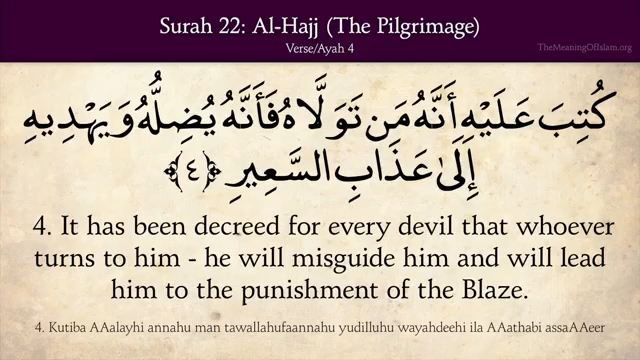 Surah 22: Al-Hajj (The Pilgrimage)
Verse/Ayah 4
TheMeaningOfIslam.org
كُتِبَ عَلَيْهِ أَنَّهُ مَن تَوَلَّاهُ فَأَنَّهُ يُضِلُّهُ وَيَهْدِيهِ
إِلَىٰ عَذَابِ السَّعِيرِ ﴿٤﴾
4. It has been decreed for every devil that whoever
turns to him - he will misguide him and will lead
him to the punishment of the Blaze.
4. Kutiba AAalayhi annahu man tawallahufaannahu yudilluhu wayahdeehi ila AAathabi assaAAeer